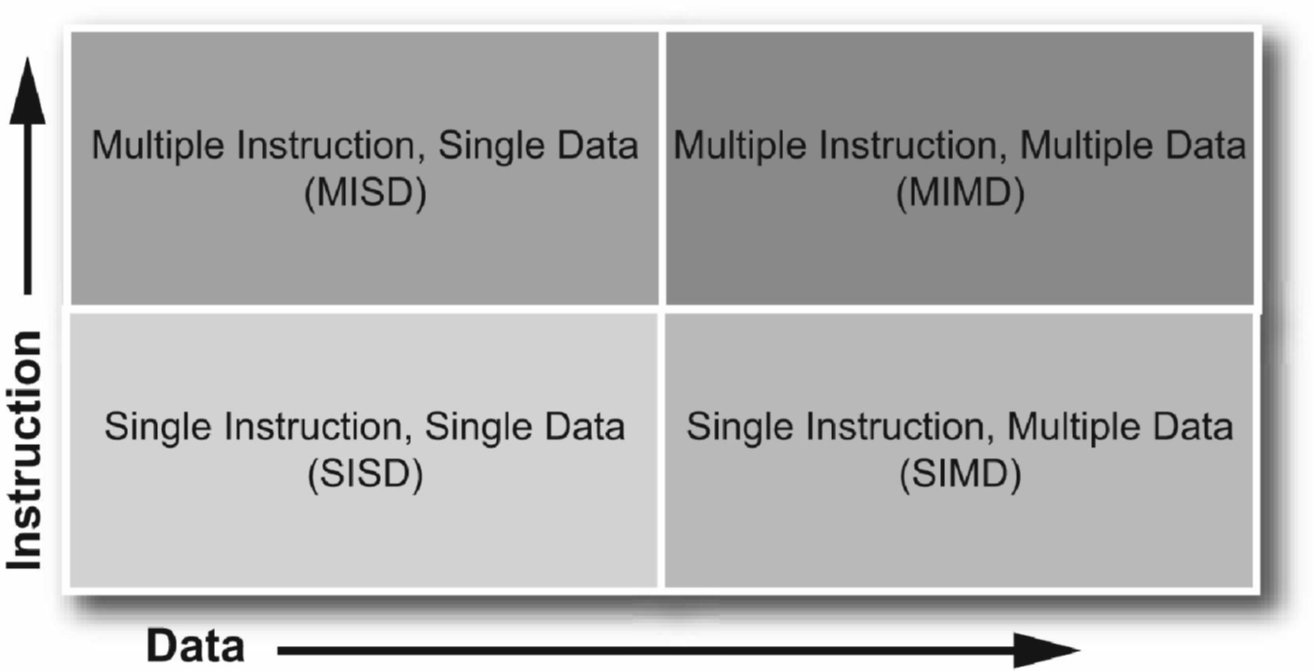 Multiple Instruction, Single Data
(MISD)
Multiple Instruction, Multiple Data
(MIMD)
Single Instruction, Single Data
(SISD)
Single Instruction, Multiple Data
(SIMD)
Instruction
Data